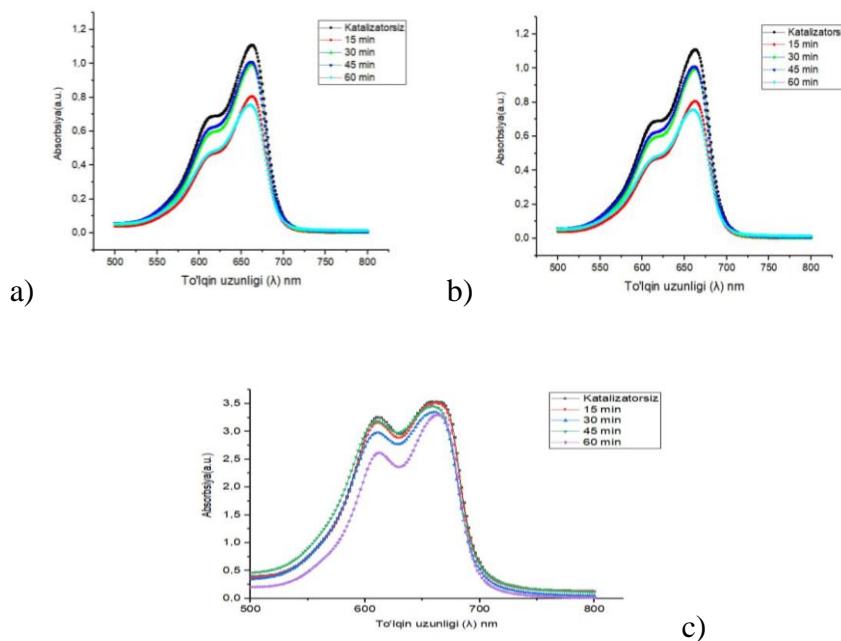 Absorbsiya(a.u.)
1,2
1,0
0,8
0,6
0,4
0,2
0,0
500 550 600 650 700 750 800
To'lqin uzunligi (λ) nm
Katalizatorsiz
15 min
30 min
45 min
60 min
a)
Absorbsiya(a.u.)
1,2
1,0
0,8
0,6
0,4
0,2
0,0
500 550 600 650 700 750 800
To'lqin uzunligi (λ) nm
Katalizatorsiz
15 min
30 min
45 min
60 min
b)
Absorbsiya(a.u.)
3.5
3.0
2.5
2.0
1.5
1.0
0.5
0.0
500 600 700 800
To'lqin uzunligi (λ) nm
Katalizatorsiz
15 min
30 min
45 min
60 min
c)